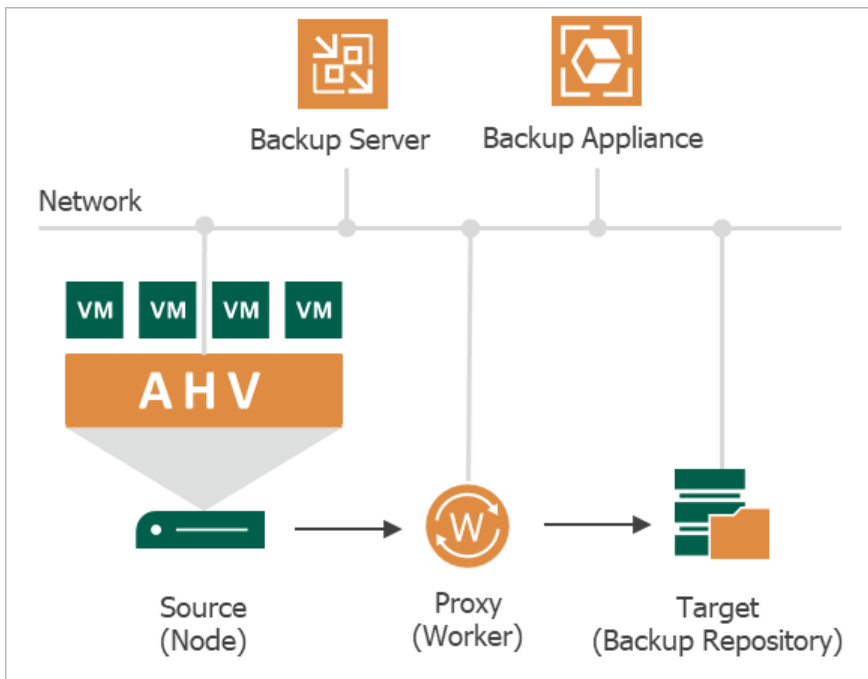 Backup Server
Backup Appliance
Network
VM VM VM VM
AHV
W
Source
(Node)
Proxy
(Worker)
Target
(Backup Repository)